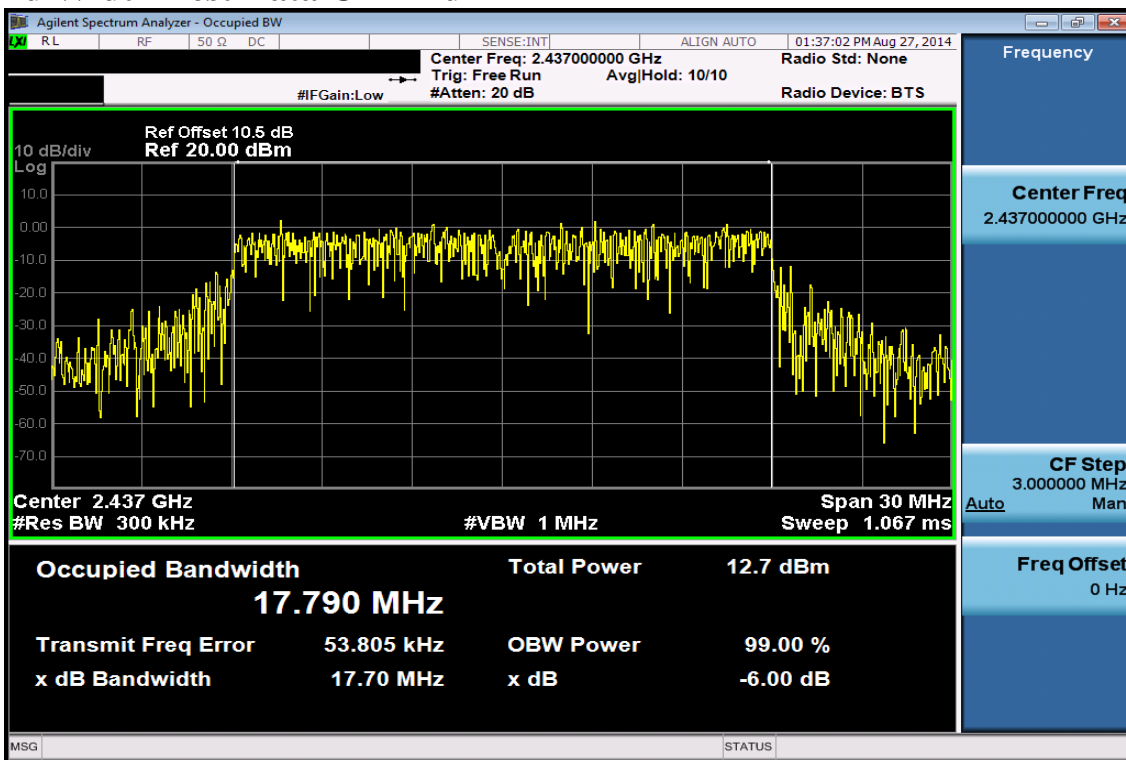 Agilent Spectrum Analyzer - Occupied BW
LXI RL RF 50 Ω DC SENSE:INT ALIGN AUTO 01:37:02 PM Aug 27, 2014
Center Freq: 2.437000000 GHz Radio Std: None
Trig: Free Run Avg|Hold: 10/10
#IFGain:Low #Atten: 20 dB Radio Device: BTS
Ref Offset 10.5 dB
10 dB/div Ref 20.00 dBm
Log
10.0
0.00
-10.0
-20.0
-30.0
-40.0
-50.0
-60.0
-70.0
Center 2.437 GHz Span 30 MHz
#Res BW 300 kHz #VBW 1 MHz Sweep 1.067 ms
Occupied Bandwidth Total Power 12.7 dBm
17.790 MHz
Transmit Freq Error 53.805 kHz OBW Power 99.00 %
x dB Bandwidth 17.70 MHz x dB -6.00 dB
MSG STATUS
Frequency
Center Freq
2.437000000 GHz
CF Step
3.000000 MHz
Auto Man
Freq Offset
0 Hz